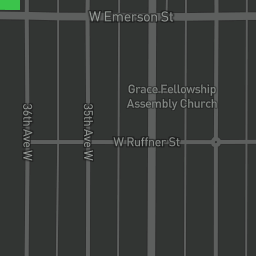 W Emerson St
Grace Fellowship
Assembly Church
36th Ave W
35th Ave W
W Ruffner St